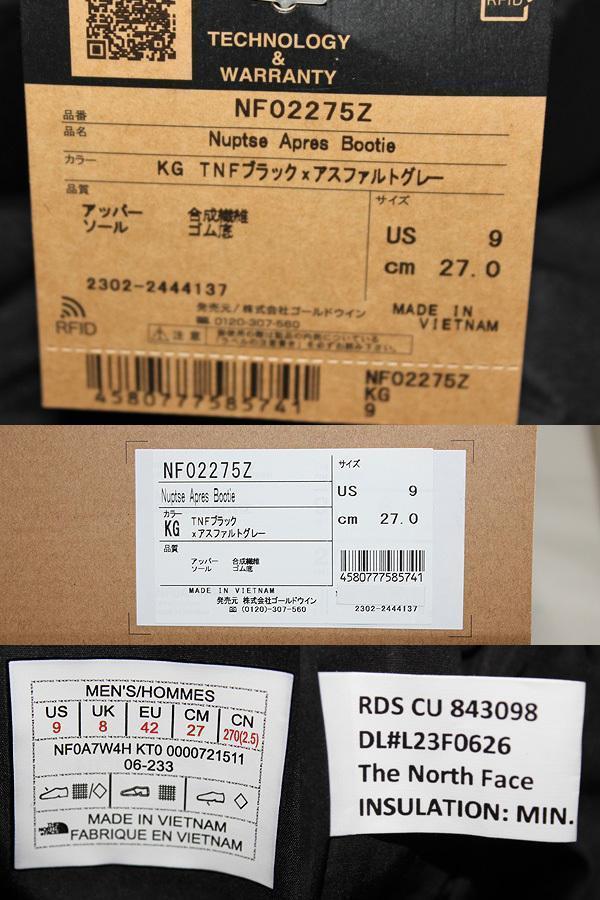 RFID
TECHNOLOGY
&
WARRANTY
品番 NF02275Z
品名 Nuptse Apres Bootie
カラー KG TNFブラックxアスファルトグレー
品質
アッパー 合成繊維
ソール ゴム底
サイズ
US 9
cm 27.0
2302-2444137
RFID
発売元/株式会社ゴールドウイン
0120-307-560
注意
MADE IN
VIETNAM
4580777585741
NF02275Z
KG
9
NF02275Z
Nuptse Apres Bootie
カラー
KG TNFブラック
xアスファルトグレー
品質
アッパー 合成繊維
ソール ゴム底
MADE IN VIETNAM
発売元 株式会社ゴールドウイン
(0120)-307-560
サイズ
US 9
cm 27.0
4580777585741
2302-2444137
MEN'S/HOMMES
US UK EU CM CN
9 8 42 27 270(2.5)
NF0A7W4H KT0 0000721511
06-233
THE NORTH FACE
MADE IN VIETNAM
FABRIQUE EN VIETNAM
RDS CU 843098
DL#L23F0626
The North Face
INSULATION: MIN.